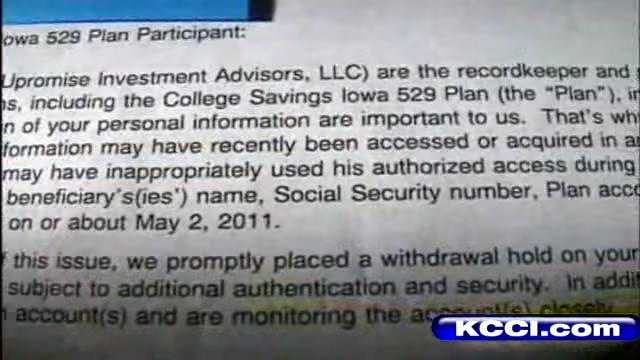 Iowa 529 Plan Participant:
Upromise Investment Advisors, LLC) are the recordkeeper and
including the College Savings Iowa 529 Plan (the "Plan"),
of your personal information are important to us. That's
may have recently been accessed or acquired in
may have inappropriately used his authorized access during
beneficiary's(ies') name, Social Security number, Plan
on or about May 2, 2011.
this issue, we promptly placed a withdrawal hold on your
subject to additional authentication and security. In
account(s) and are monitoring the account(s) closely
KCCI.com